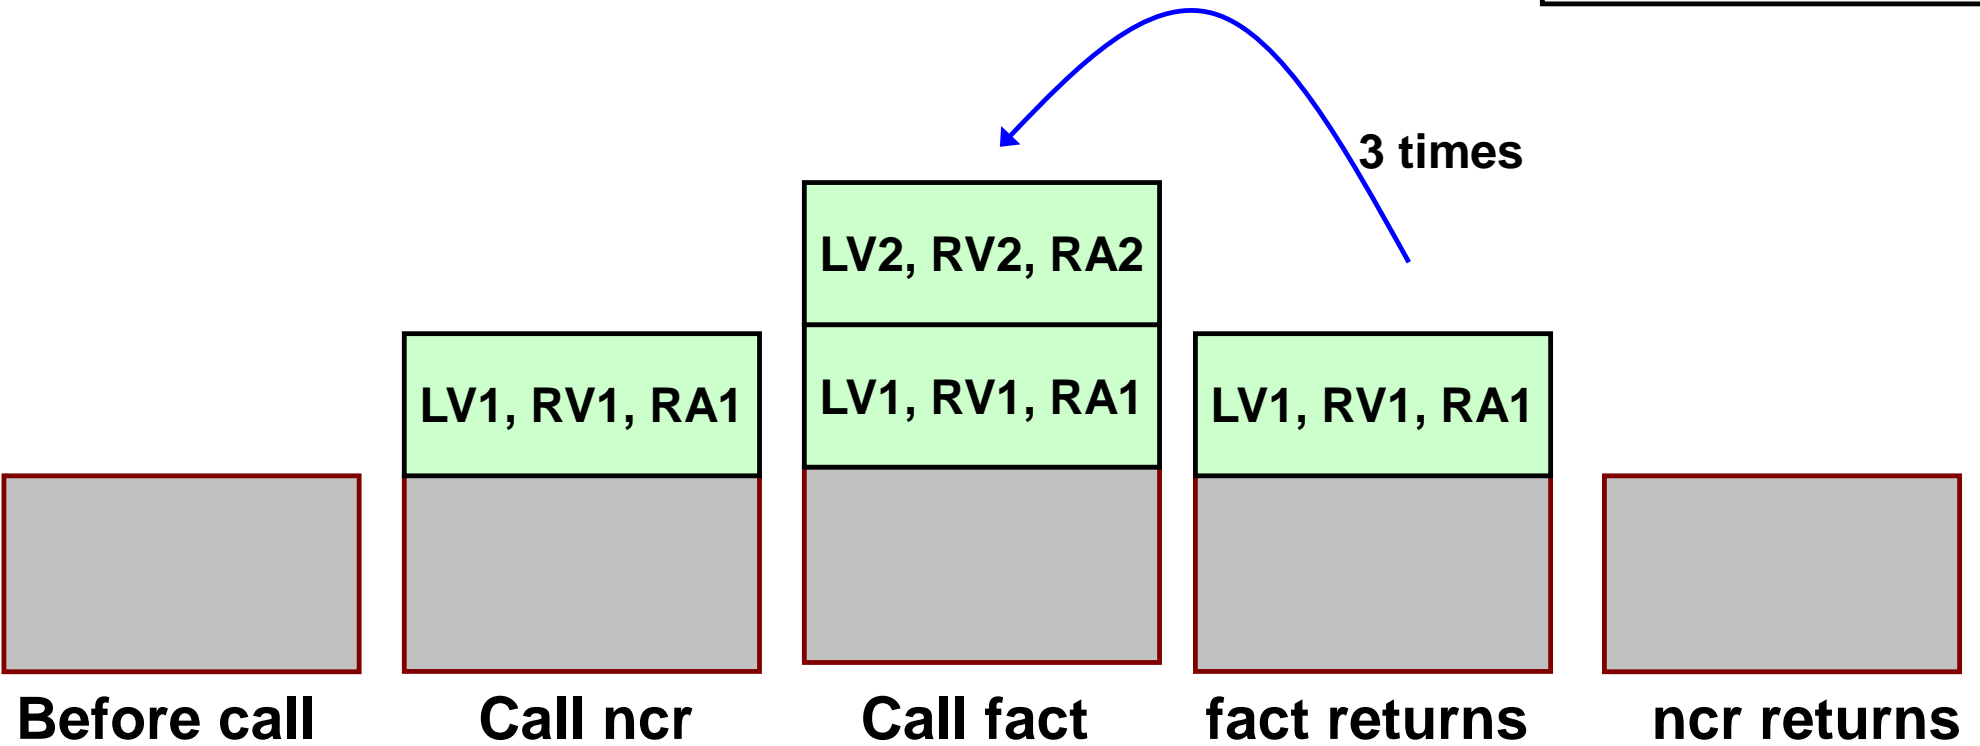 3 times
LV2, RV2, RA2
LV1, RV1, RA1
LV1, RV1, RA1
LV1, RV1, RA1
Before call
Call ncr
Call fact
fact returns
ncr returns